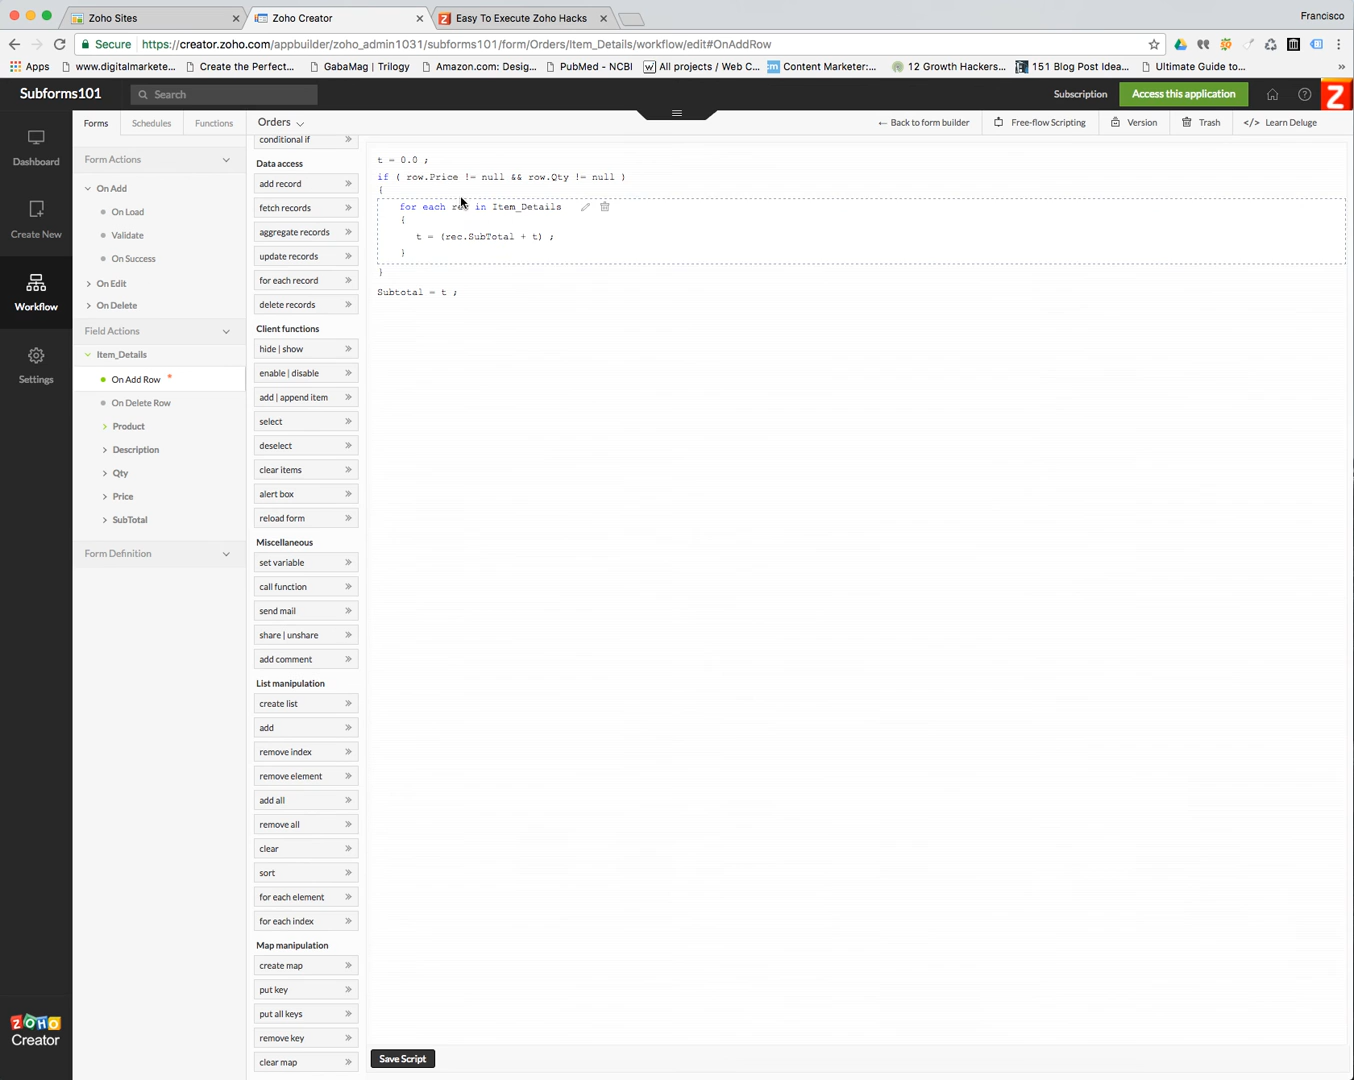 Zoho Sites
Zoho Creator
Easy To Execute Zoho Hacks
Francisco
Secure https://creator.zoho.com/appbuilder/zoho_admin1031/subforms101/form/Orders/Item_Details/workflow/edit#OnAddRow
Apps www.digitalmarkete... Create the Perfect... GabaMag | Trilogy Amazon.com: Desig... PubMed - NCBI All projects / Web C... Content Marketer:... 12 Growth Hackers... 151 Blog Post Idea... Ultimate Guide to... »
Subforms101 Search Subscription Access this application
Forms Schedules Functions Orders ← Back to form builder Free-flow Scripting Version Trash </> Learn Deluge
Dashboard
Create New
Workflow
Settings
ZOHO
Creator
Form Actions
On Add
On Load
Validate
On Success
On Edit
On Delete
Field Actions
Item_Details
On Add Row *
On Delete Row
Product
Description
Qty
Price
SubTotal
Form Definition
conditional if
Data access
add record
fetch records
aggregate records
update records
for each record
delete records
Client functions
hide | show
enable | disable
add | append item
select
deselect
clear items
alert box
reload form
Miscellaneous
set variable
call function
send mail
share | unshare
add comment
List manipulation
create list
add
remove index
remove element
add all
remove all
clear
sort
for each element
for each index
Map manipulation
create map
put key
put all keys
remove key
clear map
t = 0.0 ;
if ( row.Price != null && row.Qty != null )
{
for each rec in Item_Details
{
t = (rec.SubTotal + t) ;
}
}
Subtotal = t ;
Save Script